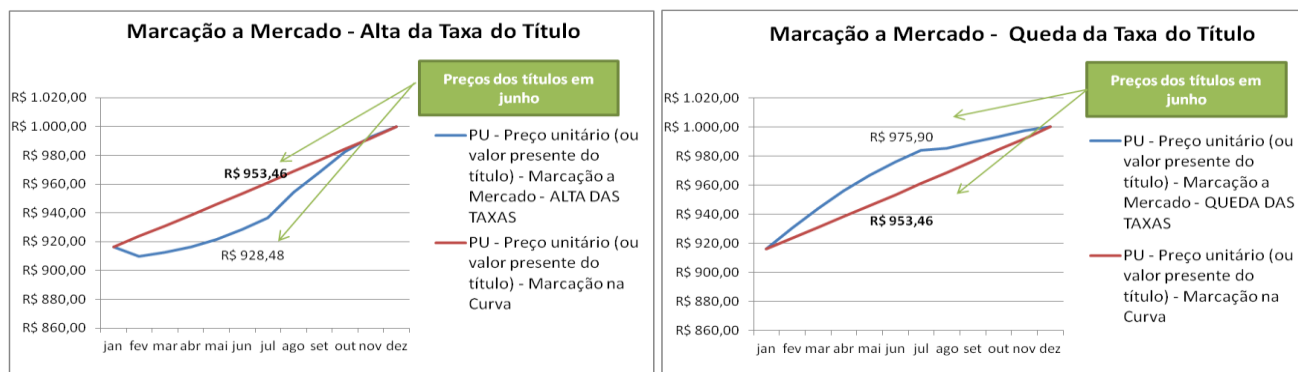 Marcação a Mercado - Alta da Taxa do Título
Preços dos títulos em
junho
R$ 1.020,00
R$ 1.000,00
R$ 980,00
R$ 960,00
R$ 940,00
R$ 920,00
R$ 900,00
R$ 880,00
R$ 860,00
R$ 953,46
R$ 928,48
jan fev mar abr mai jun jul ago set out nov dez
PU - Preço unitário (ou
valor presente do
título) - Marcação a
Mercado - ALTA DAS
TAXAS
PU - Preço unitário (ou
valor presente do
título) - Marcação na
Curva
Marcação a Mercado - Queda da Taxa do Título
Preços dos títulos em
junho
R$ 1.020,00
R$ 1.000,00
R$ 980,00
R$ 960,00
R$ 940,00
R$ 920,00
R$ 900,00
R$ 880,00
R$ 860,00
R$ 975,90
R$ 953,46
jan fev mar abr mai jun jul ago set out nov dez
PU - Preço unitário (ou
valor presente do
título) - Marcação a
Mercado - QUEDA DAS
TAXAS
PU - Preço unitário (ou
valor presente do
título) - Marcação na
Curva